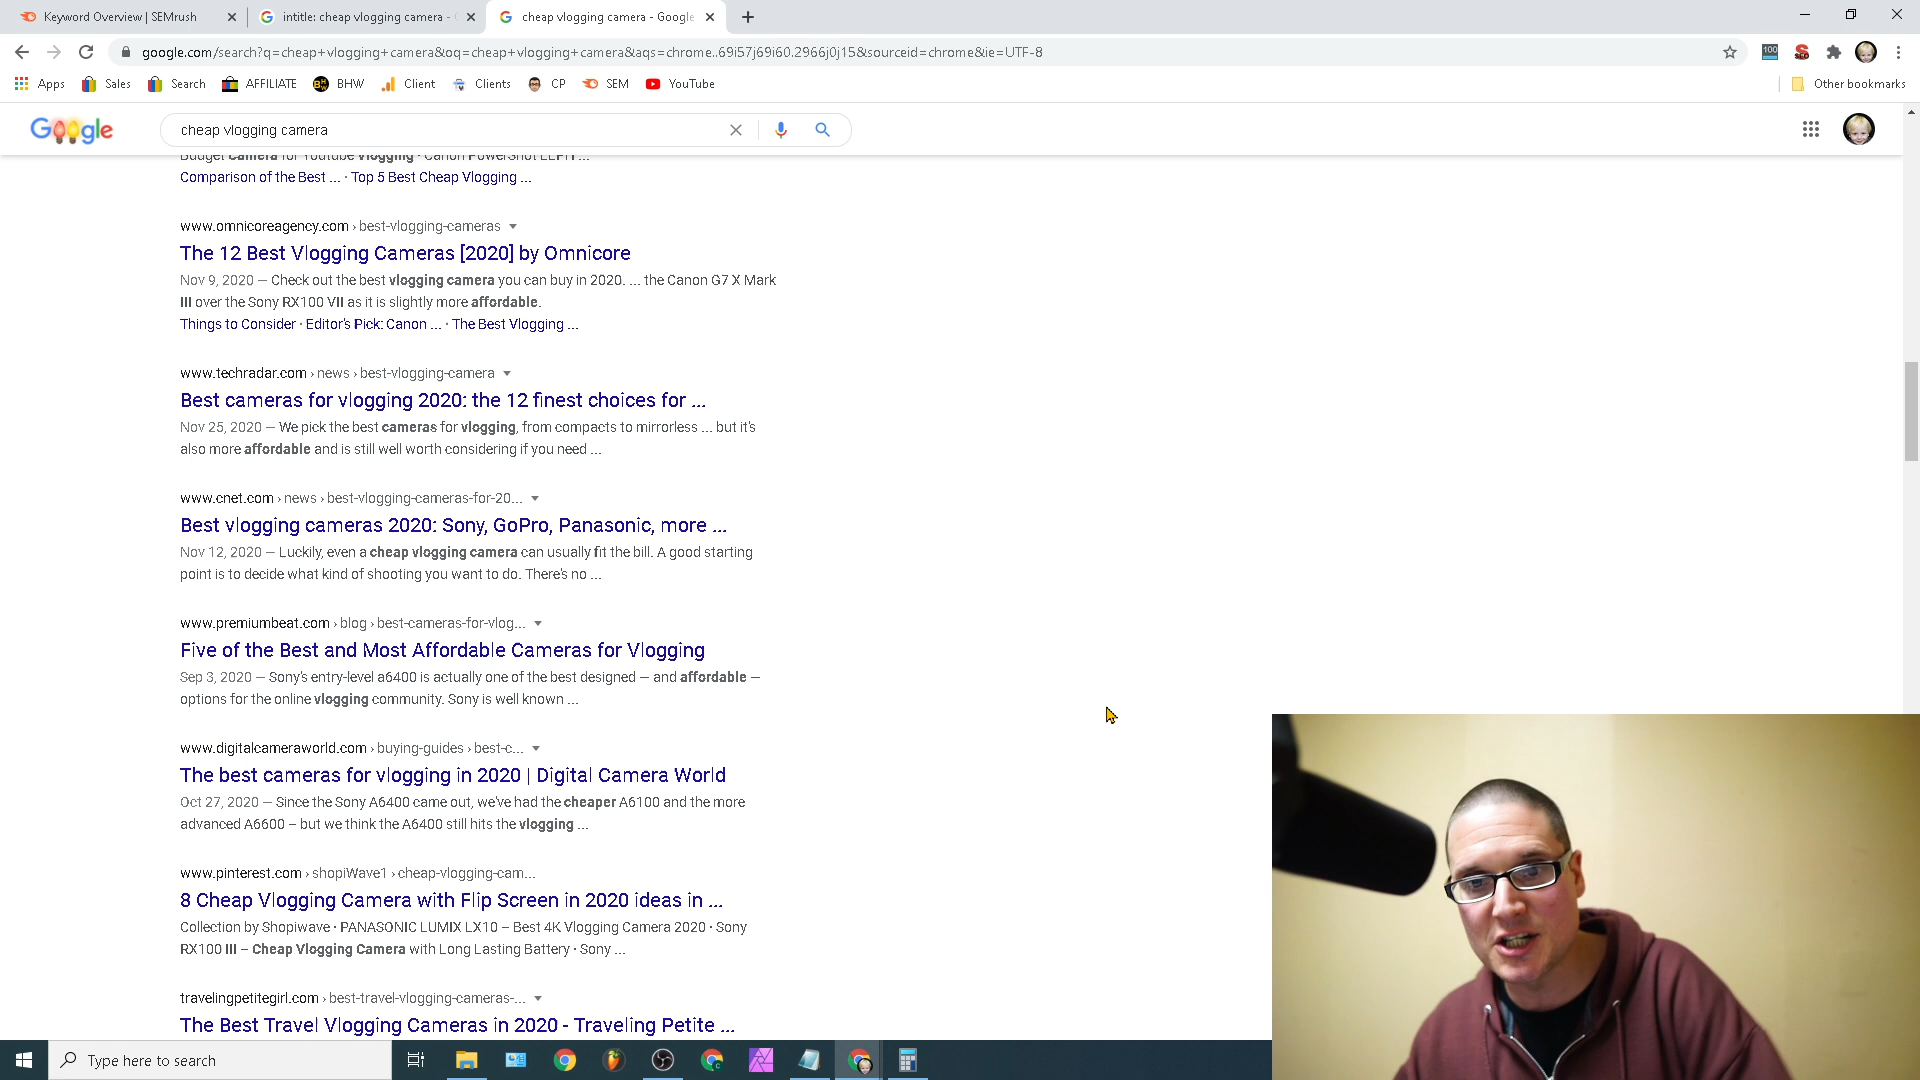 Keyword Overview | SEMrush
intitle: cheap vlogging camera -
cheap vlogging camera - Google
google.com/search?q=cheap+vlogging+camera&oq=cheap+vlogging+camera&aqs=chrome..69i57j69i60.2966j0j15&sourceid=chrome&ie=UTF-8
100
SEO
Apps
Sales
Search
AFFILIATE
BHW
Client
Clients
CP
SEM
YouTube
Other bookmarks
Google
cheap vlogging camera
Budget Camera for Youtube Vlogging · Canon PowerShot ELPH ...
Comparison of the Best ... · Top 5 Best Cheap Vlogging ...
www.omnicoreagency.com › best-vlogging-cameras
The 12 Best Vlogging Cameras [2020] by Omnicore
Nov 9, 2020 — Check out the best vlogging camera you can buy in 2020. ... the Canon G7 X Mark
III over the Sony RX100 VII as it is slightly more affordable.
Things to Consider · Editor's Pick: Canon ... · The Best Vlogging ...
www.techradar.com › news › best-vlogging-camera
Best cameras for vlogging 2020: the 12 finest choices for ...
Nov 25, 2020 — We pick the best cameras for vlogging, from compacts to mirrorless ... but it's
also more affordable and is still well worth considering if you need ...
www.cnet.com › news › best-vlogging-cameras-for-20...
Best vlogging cameras 2020: Sony, GoPro, Panasonic, more ...
Nov 12, 2020 — Luckily, even a cheap vlogging camera can usually fit the bill. A good starting
point is to decide what kind of shooting you want to do. There's no ...
www.premiumbeat.com › blog › best-cameras-for-vlog...
Five of the Best and Most Affordable Cameras for Vlogging
Sep 3, 2020 — Sony's entry-level a6400 is actually one of the best designed — and affordable —
options for the online vlogging community. Sony is well known ...
www.digitalcameraworld.com › buying-guides › best-c...
The best cameras for vlogging in 2020 | Digital Camera World
Oct 27, 2020 — Since the Sony A6400 came out, we've had the cheaper A6100 and the more
advanced A6600 – but we think the A6400 still hits the vlogging ...
www.pinterest.com › shopiWave1 › cheap-vlogging-cam...
8 Cheap Vlogging Camera with Flip Screen in 2020 ideas in ...
Collection by Shopiwave · PANASONIC LUMIX LX10 – Best 4K Vlogging Camera 2020 · Sony
RX100 III – Cheap Vlogging Camera with Long Lasting Battery · Sony ...
travelingpetitegirl.com › best-travel-vlogging-cameras-...
The Best Travel Vlogging Cameras in 2020 - Traveling Petite ...
Type here to search